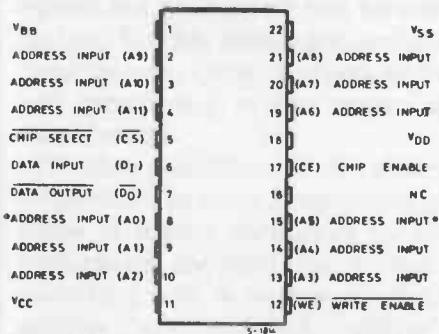 VBB 1 22 VSS
ADDRESS INPUT (A9) 2 21 (A8) ADDRESS INPUT
ADDRESS INPUT (A10) 3 20 (A7) ADDRESS INPUT
ADDRESS INPUT (A11) 4 19 (A6) ADDRESS INPUT
CHIP SELECT (CS) 5 18 VDD
DATA INPUT (DI) 6 17 (CE) CHIP ENABLE
DATA OUTPUT (DO) 7 16 NC
*ADDRESS INPUT (A0) 8 15 (A5) ADDRESS INPUT*
ADDRESS INPUT (A1) 9 14 (A4) ADDRESS INPUT
ADDRESS INPUT (A2) 10 13 (A3) ADDRESS INPUT
VCC 11 12 (WE) WRITE ENABLE